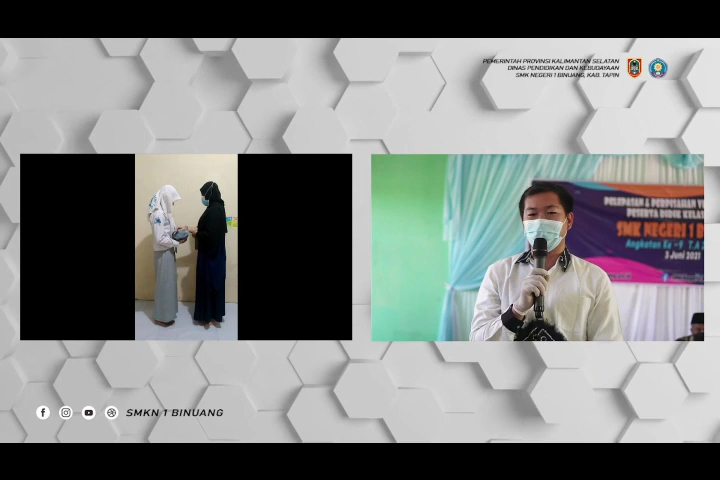 PEMERINTAH PROVINSI KALIMANTAN SELATAN
DINAS PENDIDIKAN DAN KEBUDAYAAN
SMK NEGERI 1 BINUANG, KAB. TAPIN
PELEPASAN & PERPISAHAN
PESERTA DIDIK KELAS
SMK NEGERI 1 B
Angkatan Ke -9 T.A 2
3 Juni 2021
SMKN 1 BINUANG